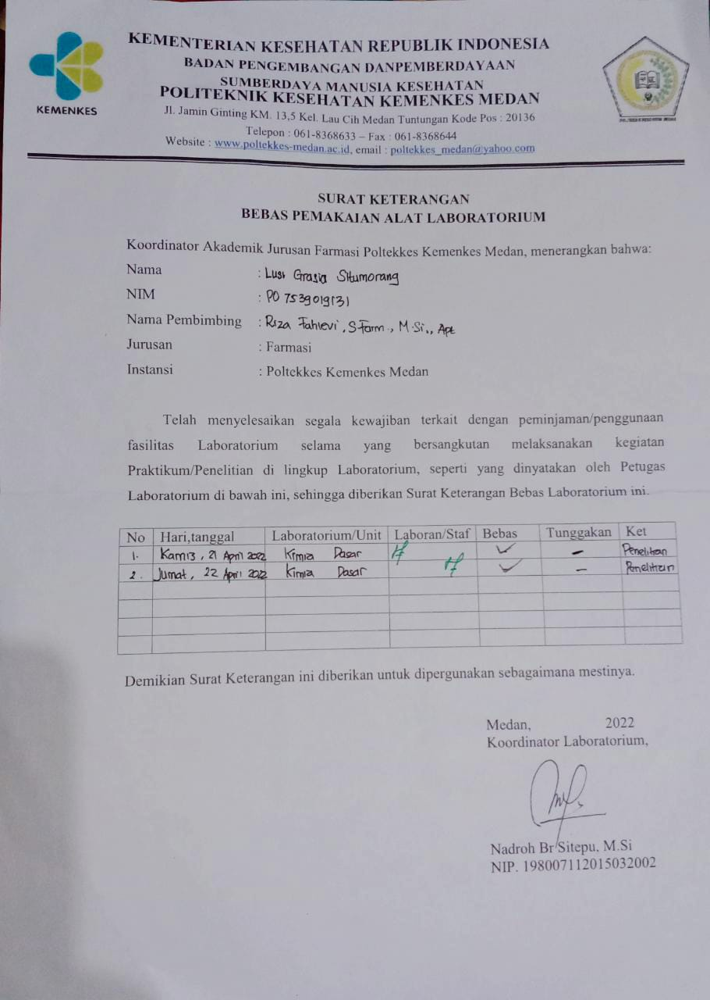 KEMENTERIAN KESEHATAN REPUBLIK INDONESIA
BADAN PENGEMBANGAN DANPEMBERDAYAAN
SUMBERDAYA MANUSIA KESEHATAN
POLITEKNIK KESEHATAN KEMENKES MEDAN
KEMENKES
Jl. Jamin Ginting KM. 13,5 Kel. Lau Cih Medan Tuntungan Kode Pos : 20136
Telepon : 061-8368633 – Fax : 061-8368644
Website : www.poltekkes-medan.ac.id, email : poltekkes_medan@yahoo.com
SURAT KETERANGAN
BEBAS PEMAKAIAN ALAT LABORATORIUM
Koordinator Akademik Jurusan Farmasi Poltekkes Kemenkes Medan, menerangkan bahwa:
Nama : Lusi Grasia Situmorang
NIM : PO 7539019131
Nama Pembimbing : Riza Fahlevi, S Farm., M.Si., Apt
Jurusan : Farmasi
Instansi : Poltekkes Kemenkes Medan
Telah menyelesaikan segala kewajiban terkait dengan peminjaman/penggunaan
fasilitas Laboratorium selama yang bersangkutan melaksanakan kegiatan
Praktikum/Penelitian di lingkup Laboratorium, seperti yang dinyatakan oleh Petugas
Laboratorium di bawah ini, sehingga diberikan Surat Keterangan Bebas Laboratorium ini.
No Hari,tanggal Laboratorium/Unit Laboran/Staf Bebas Tunggakan Ket
1. Kamis, 21 April 2022 Kimia Dasar ✓ – Penelitian
2. Jumat, 22 April 2022 Kimia Dasar ✓ – Penelitian
Demikian Surat Keterangan ini diberikan untuk dipergunakan sebagaimana mestinya.
Medan, 2022
Koordinator Laboratorium,
Nadroh Br Sitepu, M.Si
NIP. 198007112015032002